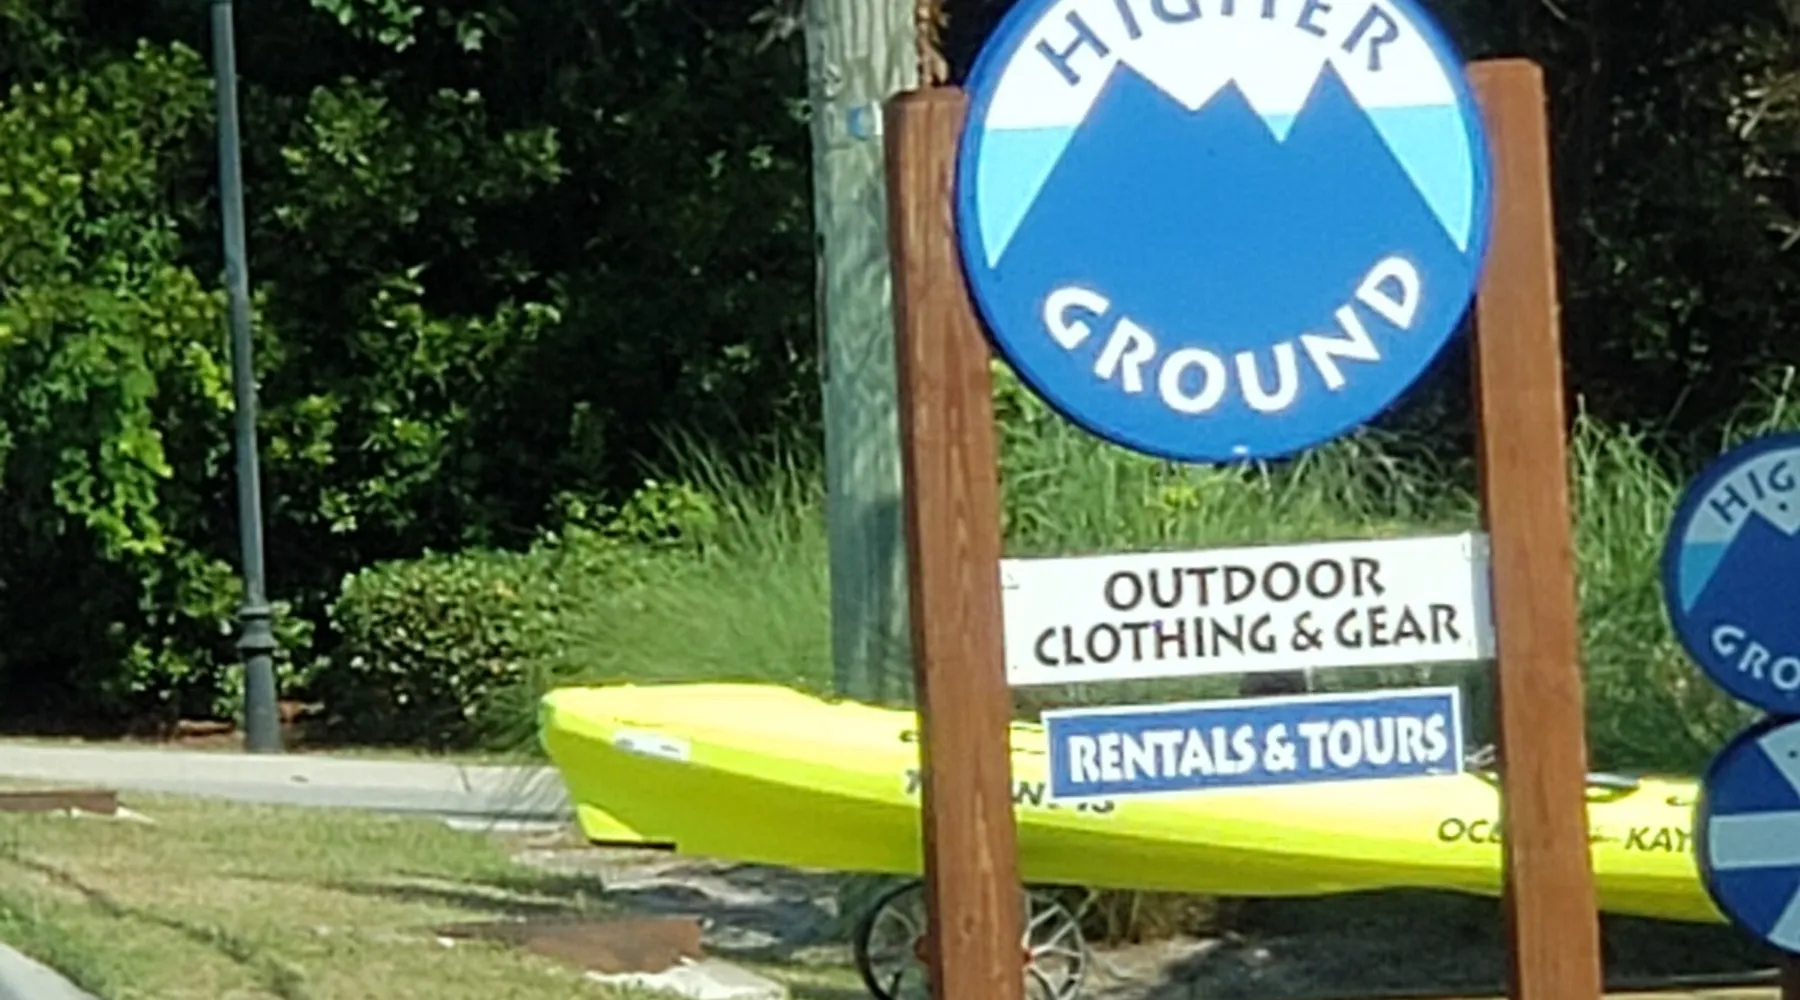 HIGHER
GROUND
OUTDOOR
CLOTHING & GEAR
RENTALS & TOURS